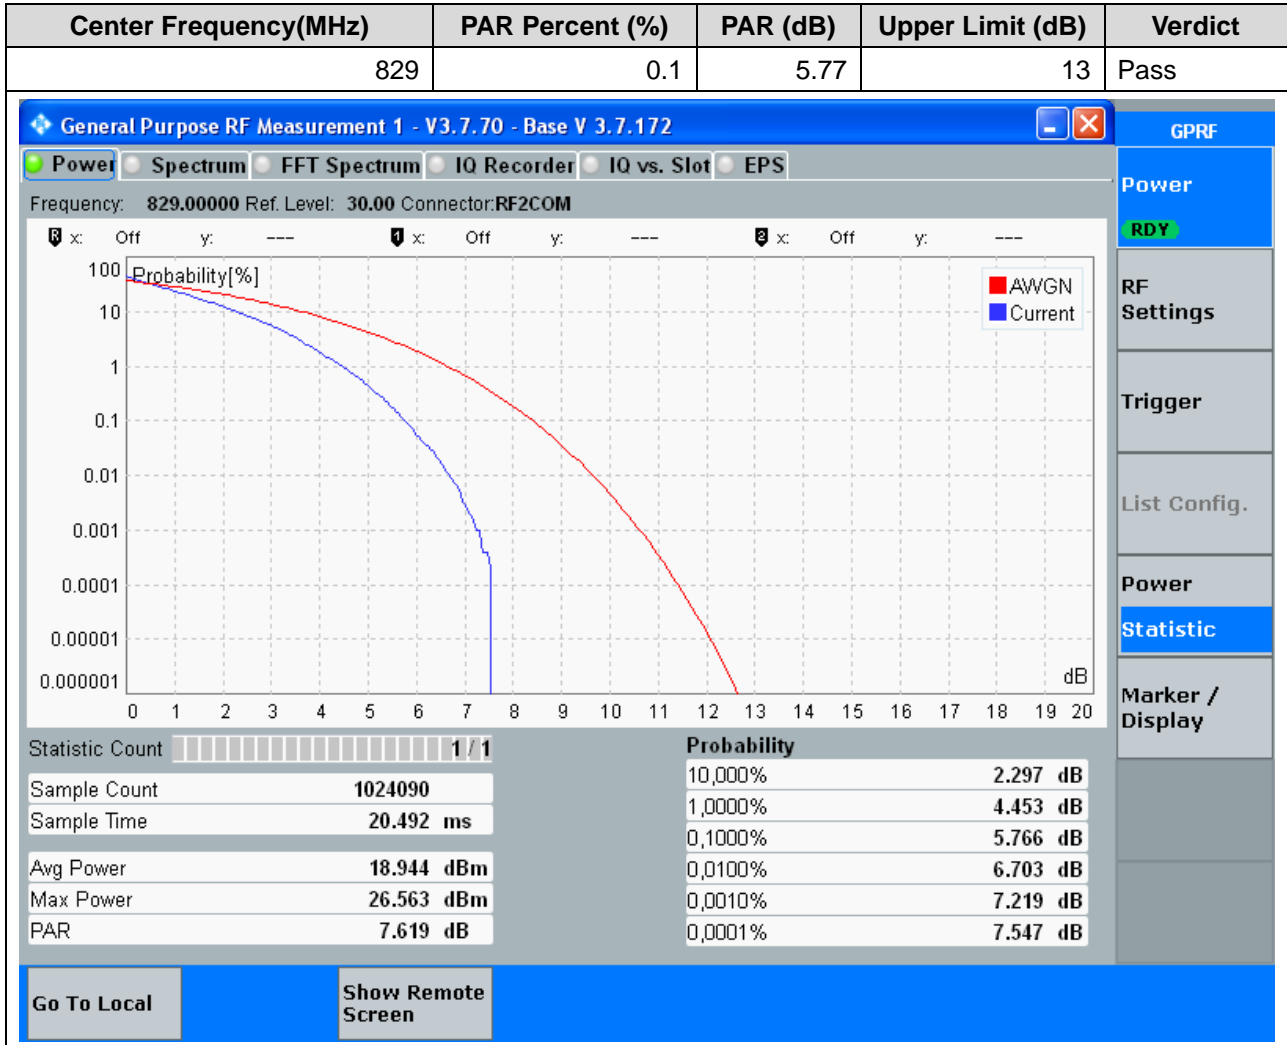 Center Frequency(MHz) PAR Percent (%) PAR (dB) Upper Limit (dB) Verdict
829 0.1 5.77 13 Pass
General Purpose RF Measurement 1 - V3.7.70 - Base V 3.7.172
GPRF
Power Spectrum FFT Spectrum IQ Recorder IQ vs. Slot EPS
Frequency: 829.00000 Ref. Level: 30.00 Connector:RF2COM
R x: Off y: --- 1 x: Off y: --- 2 x: Off y: ---
Probability[%]
100
10
1
0.1
0.01
0.001
0.0001
0.00001
0.000001
AWGN
Current
dB
0 1 2 3 4 5 6 7 8 9 10 11 12 13 14 15 16 17 18 19 20
Statistic Count 1 / 1
Sample Count 1024090
Sample Time 20.492 ms
Avg Power 18.944 dBm
Max Power 26.563 dBm
PAR 7.619 dB
Probability
10,000% 2.297 dB
1,0000% 4.453 dB
0,1000% 5.766 dB
0,0100% 6.703 dB
0,0010% 7.219 dB
0,0001% 7.547 dB
Power
RDY
RF
Settings
Trigger
List Config.
Power
Statistic
Marker /
Display
Go To Local
Show Remote
Screen